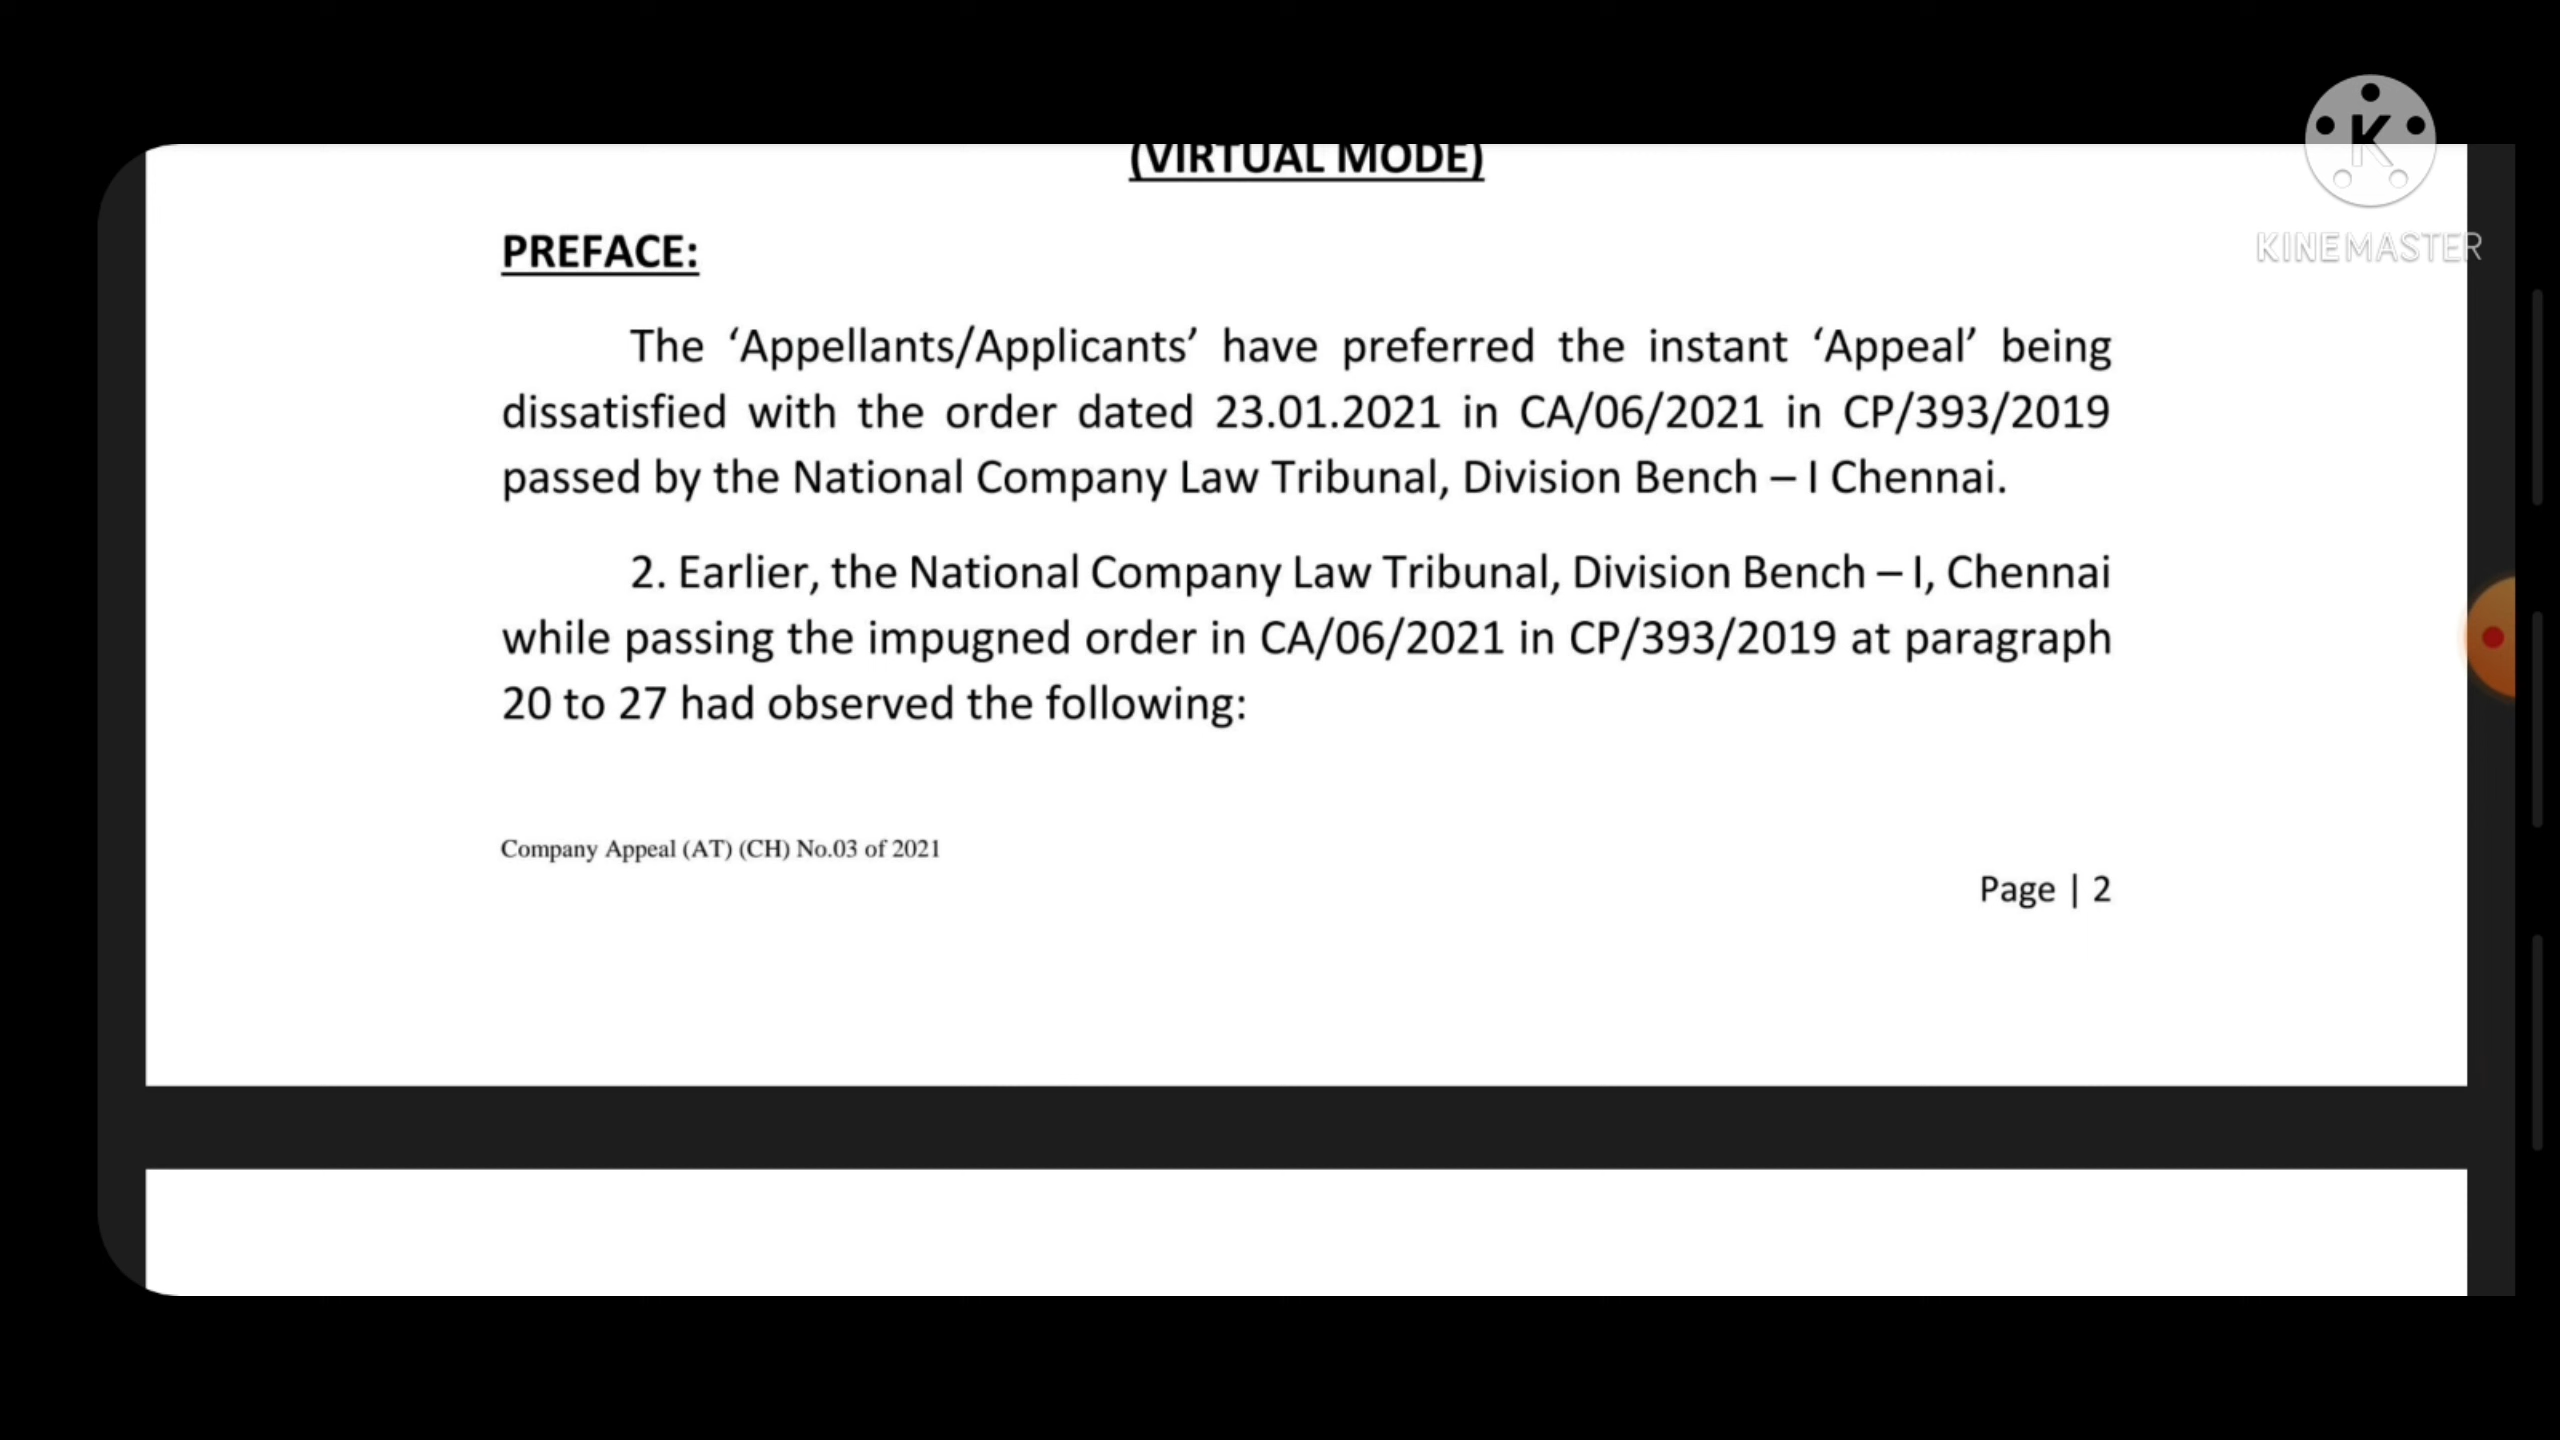 (VIRTUAL MODE)
K
KINEMASTER
PREFACE:
The ‘Appellants/Applicants’ have preferred the instant ‘Appeal’ being
dissatisfied with the order dated 23.01.2021 in CA/06/2021 in CP/393/2019
passed by the National Company Law Tribunal, Division Bench – I Chennai.
2. Earlier, the National Company Law Tribunal, Division Bench – I, Chennai
while passing the impugned order in CA/06/2021 in CP/393/2019 at paragraph
20 to 27 had observed the following:
Company Appeal (AT) (CH) No.03 of 2021
Page | 2